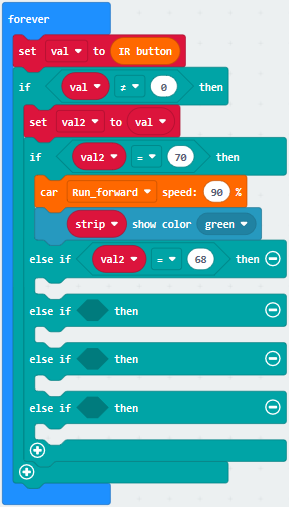 forever
set val to IR button
if val ≠ 0 then
set val2 to val
if val2 = 70 then
car Run_forward speed: 90 %
strip show color green
else if val2 = 68 then
else if then
else if then
else if then